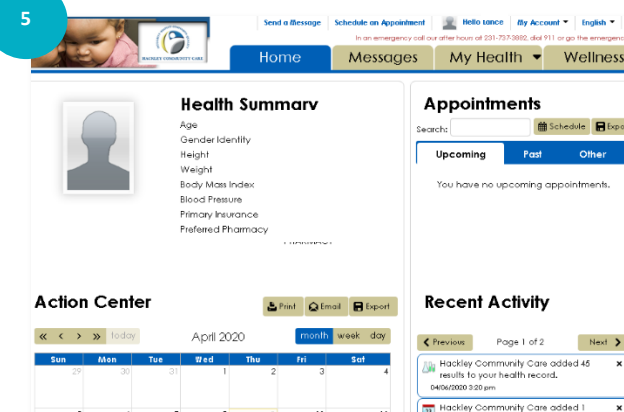 5
Send a Message Schedule an Appointment Hello Lance My Account English
In an emergency call our after hours at 231-737-3882, dial 911 or go the emergenc
HACKLEY COMMUNITY CARE
Home Messages My Health Wellness
Health Summary
Age
Gender Identity
Height
Weight
Body Mass Index
Blood Pressure
Primary Insurance
Preferred Pharmacy
Appointments
Search: Schedule Expo
Upcoming Past Other
You have no upcoming appointments.
Action Center
Print Email Export
« < > » today April 2020 month week day
Sun Mon Tue Wed Thu Fri Sat
29 30 31 1 2 3 4
Recent Activity
Previous Page 1 of 2 Next
Hackley Community Care added 45 x
results to your health record.
04/06/2020 3:20 pm
Hackley Community Care added 1 x